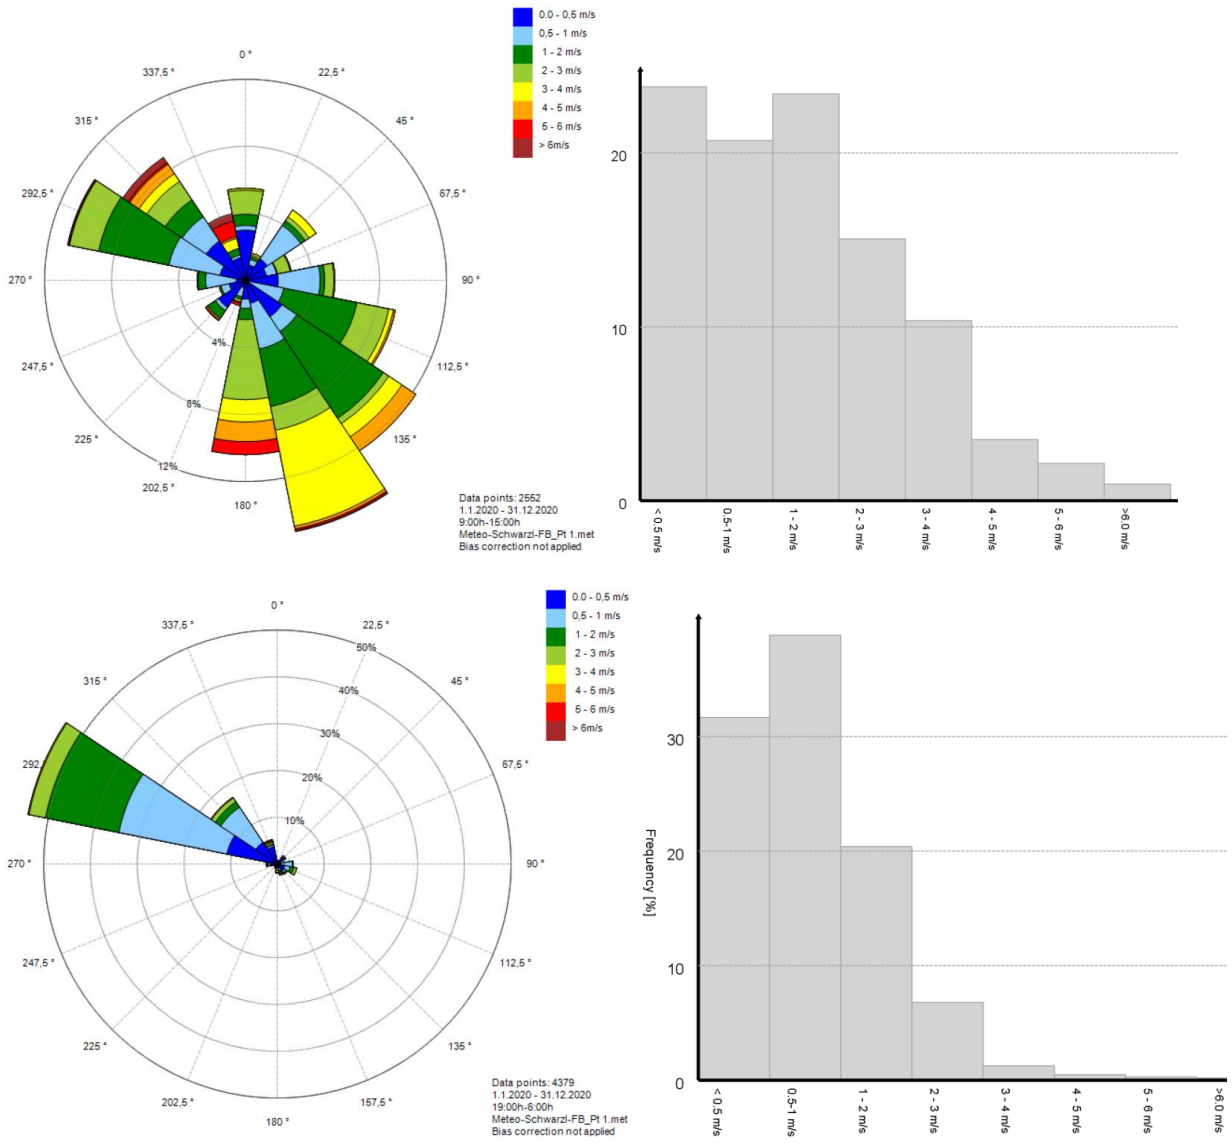 0.0 - 0,5 m/s
0,5 - 1 m/s
1 - 2 m/s
2 - 3 m/s
3 - 4 m/s
4 - 5 m/s
5 - 6 m/s
> 6m/s
0 °
337,5 °
22,5 °
315 °
45 °
292,5 °
67,5 °
270 °
90 °
4%
247,5 °
112,5 °
8%
225 °
135 °
12%
202,5 °
180 °
Data points: 2552
1.1.2020 - 31.12.2020
9:00h-15:00h
Meteo-Schwarzl-FB_Pt 1.met
Bias correction not applied
20
10
0
< 0.5 m/s
0.5-1 m/s
1 - 2 m/s
2 - 3 m/s
3 - 4 m/s
4 - 5 m/s
5 - 6 m/s
>6.0 m/s
0.0 - 0,5 m/s
0,5 - 1 m/s
1 - 2 m/s
2 - 3 m/s
3 - 4 m/s
4 - 5 m/s
5 - 6 m/s
> 6m/s
0 °
337,5 °
22,5 °
50%
315 °
45 °
40%
30%
292,
67,5 °
20%
10%
270 °
90 °
247,5 °
112,5 °
225 °
135 °
202,5 °
157,5 °
180 °
Data points: 4379
1.1.2020 - 31.12.2020
19:00h-6:00h
Meteo-Schwarzl-FB_Pt 1.met
Bias correction not applied
Frequency [%]
30
20
10
0
< 0.5 m/s
0.5-1 m/s
1 - 2 m/s
2 - 3 m/s
3 - 4 m/s
4 - 5 m/s
5 - 6 m/s
>6.0 m/s